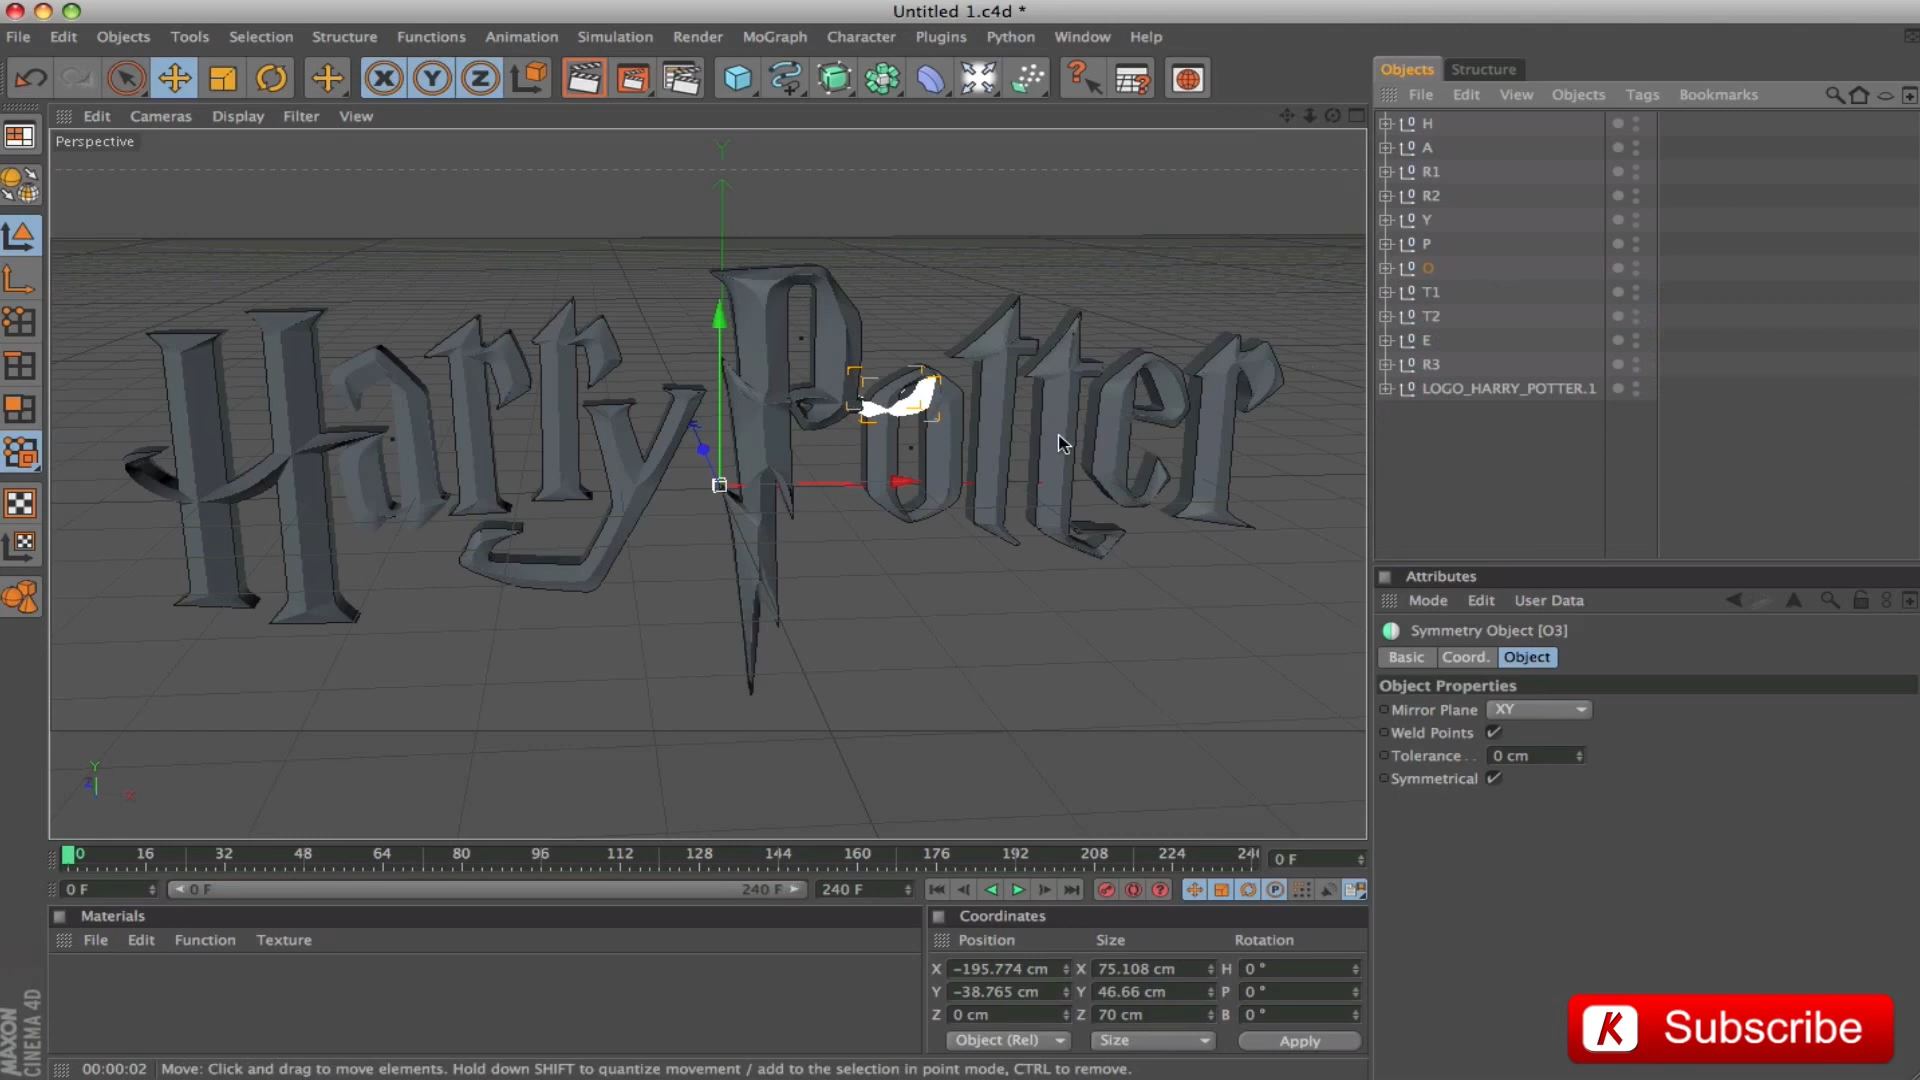 Untitled 1.c4d *
File Edit Objects Tools Selection Structure Functions Animation Simulation Render MoGraph Character Plugins Python Window Help
X Y Z
Objects Structure
File Edit View Objects Tags Bookmarks
Edit Cameras Display Filter View
Perspective
H
A
R1
R2
Y
P
O
T1
T2
E
R3
LOGO_HARRY_POTTER.1
Y
Harry Potter
Attributes
Mode Edit User Data
Symmetry Object [O3]
Basic Coord. Object
Object Properties
Mirror Plane XY
Weld Points
Tolerance . . 0 cm
Symmetrical
Y
Z
X
0 16 32 48 64 80 96 112 128 144 160 176 192 208 224 24
0 F
0 F 0 F 240 F 240 F
Materials
File Edit Function Texture
Coordinates
Position Size Rotation
X -195.774 cm X 75.108 cm H 0 °
Y -38.765 cm Y 46.66 cm P 0 °
Z 0 cm Z 70 cm B 0 °
Object (Rel) Size Apply
MAXON
CINEMA 4D
K Subscribe
00:00:02 Move: Click and drag to move elements. Hold down SHIFT to quantize movement / add to the selection in point mode, CTRL to remove.